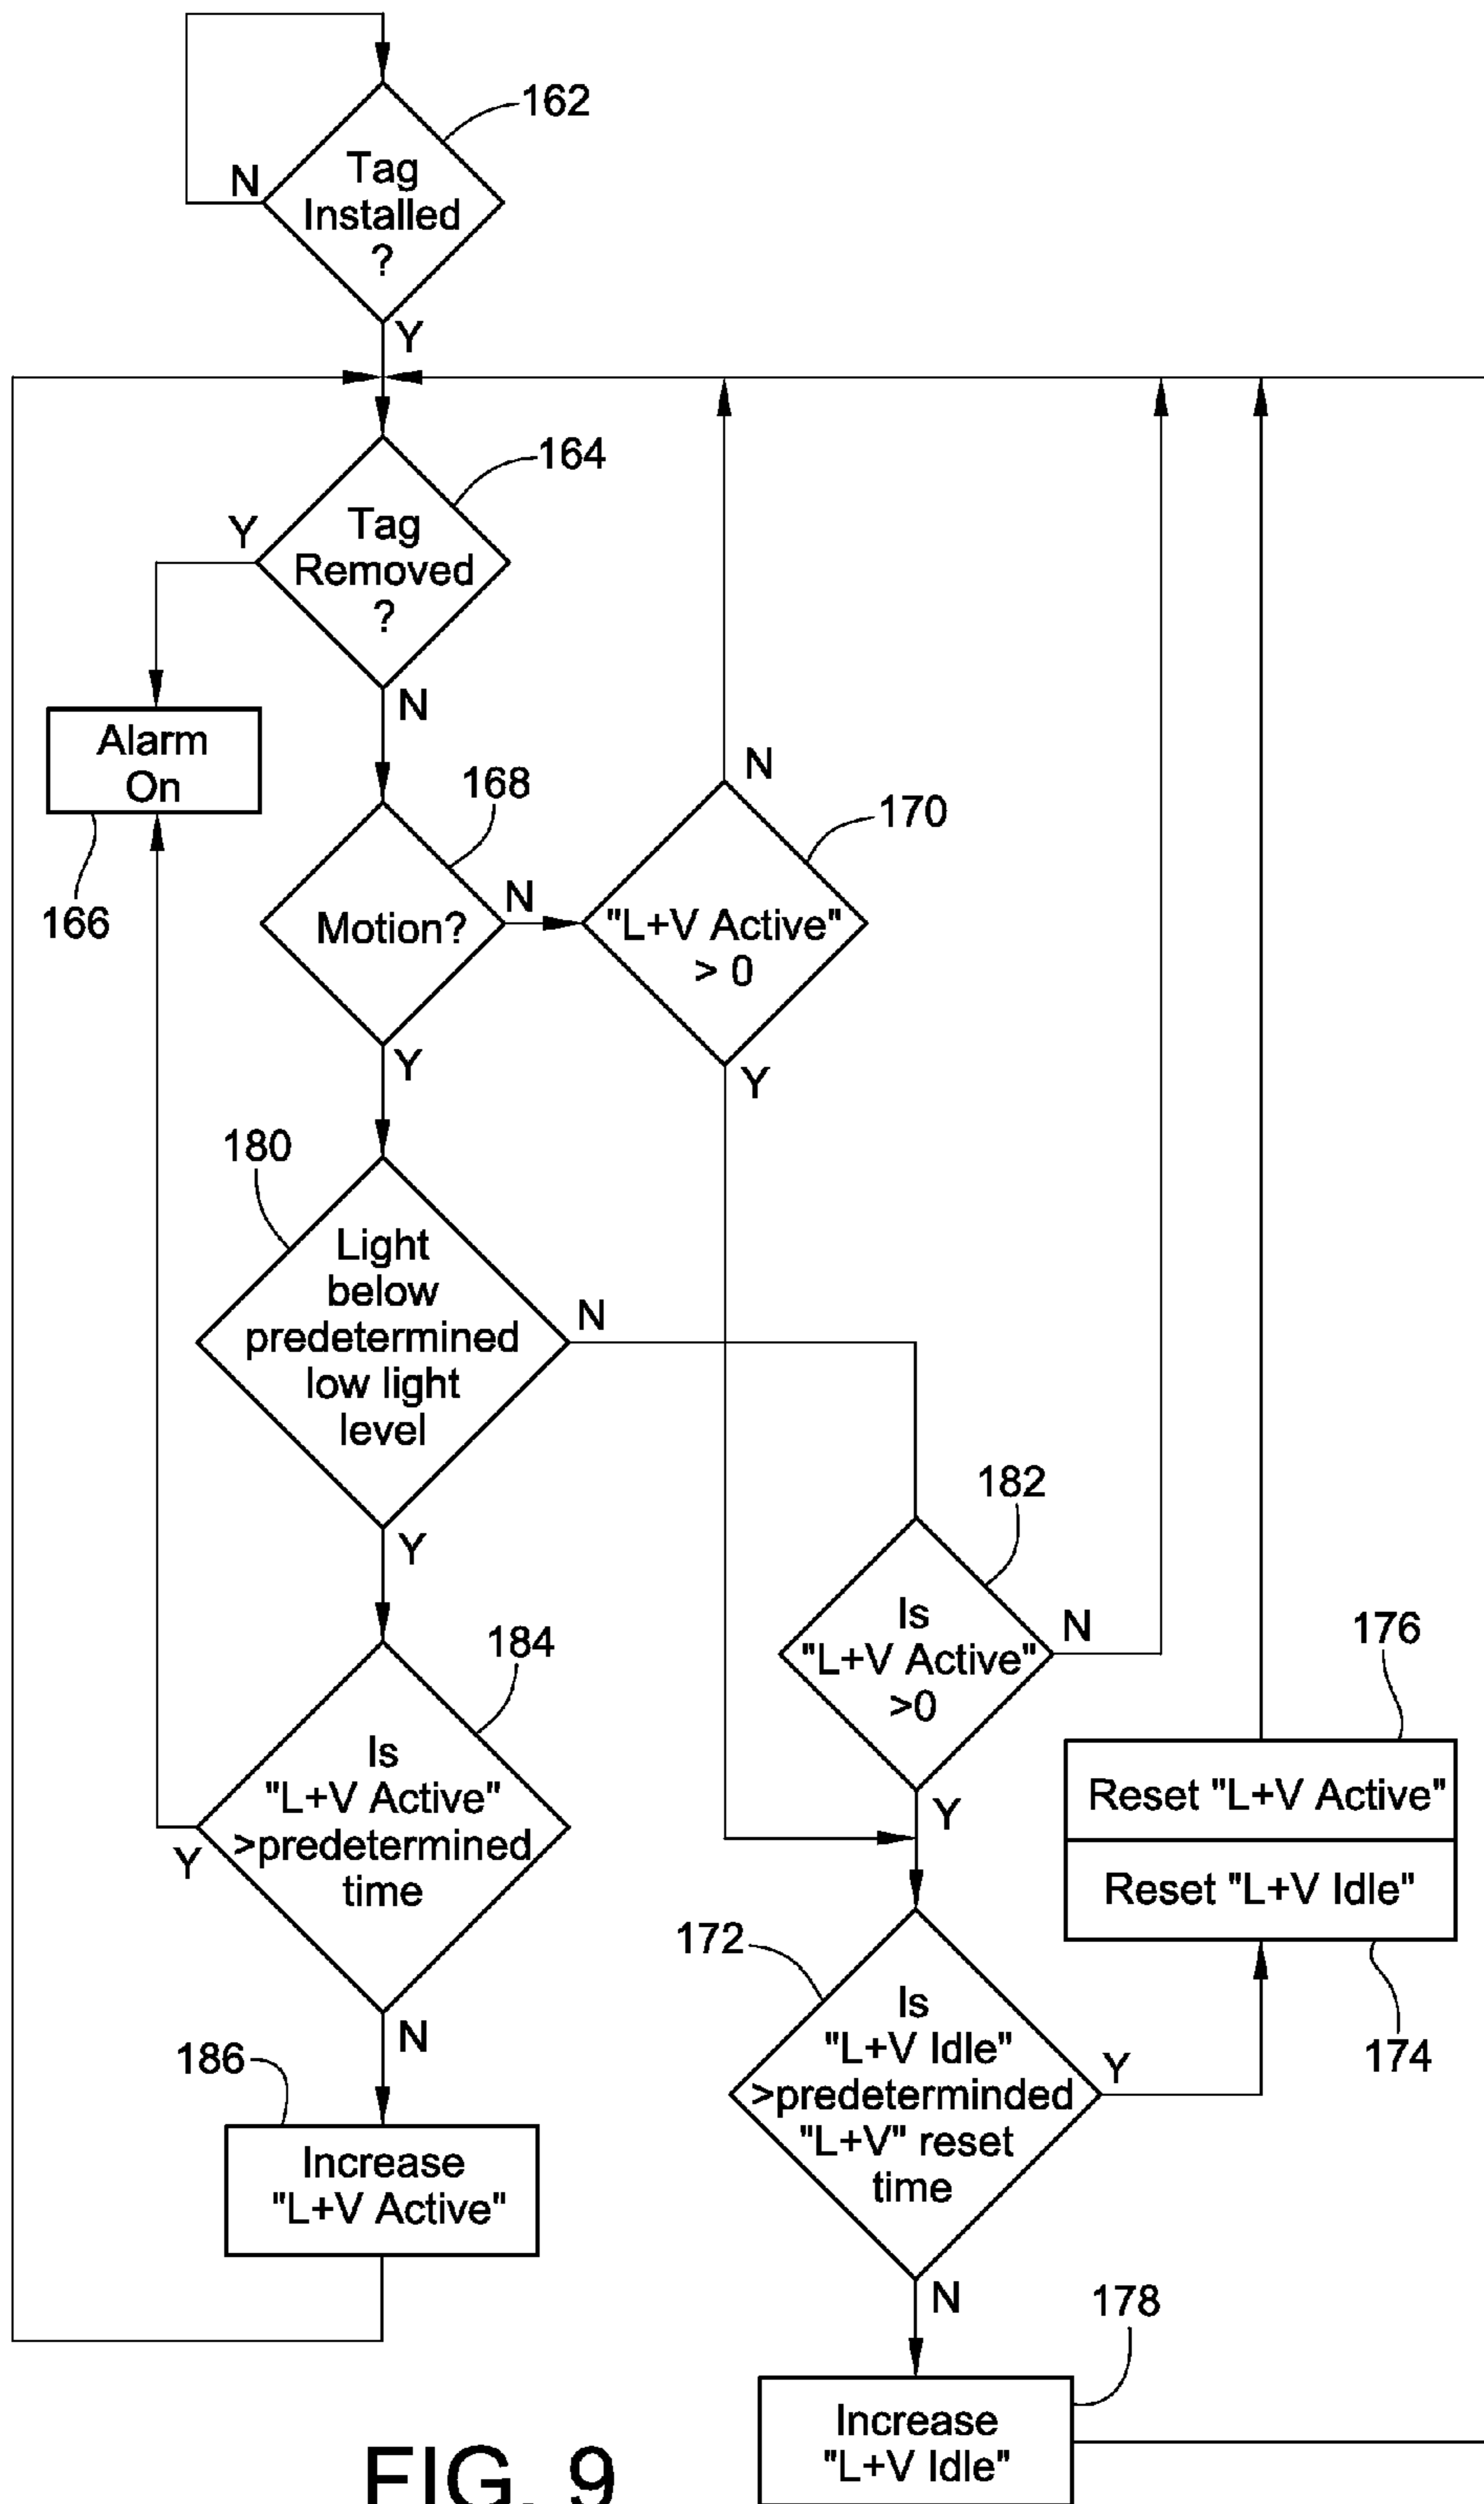 162
N
Tag
Installed
?
Y
164
Y
Tag
Removed
?
N
Alarm
On
166
168
N
Motion?
Y
N
170
"L+V Active"
> 0
Y
180
Light
below
predetermined
low light
level
N
Y
182
Is
"L+V Active"
>0
N
Y
184
Is
"L+V Active"
>predetermined
time
Y
N
176
Reset "L+V Active"
Reset "L+V Idle"
174
172
Is
"L+V Idle"
>predeterminded
"L+V" reset
time
Y
N
186
Increase
"L+V Active"
178
Increase
"L+V Idle"
FIG. 9